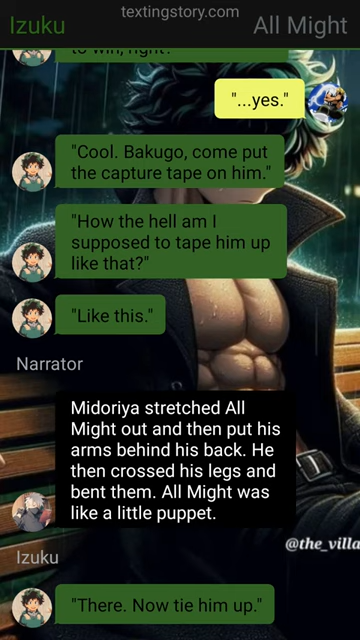 textingstory.com
Izuku All Might
to win, right?"
"...yes."
"Cool. Bakugo, come put
the capture tape on him."
"How the hell am I
supposed to tape him up
like that?"
"Like this."
Narrator
Midoriya stretched All
Might out and then put his
arms behind his back. He
then crossed his legs and
bent them. All Might was
like a little puppet.
@the_villa
Izuku
"There. Now tie him up."